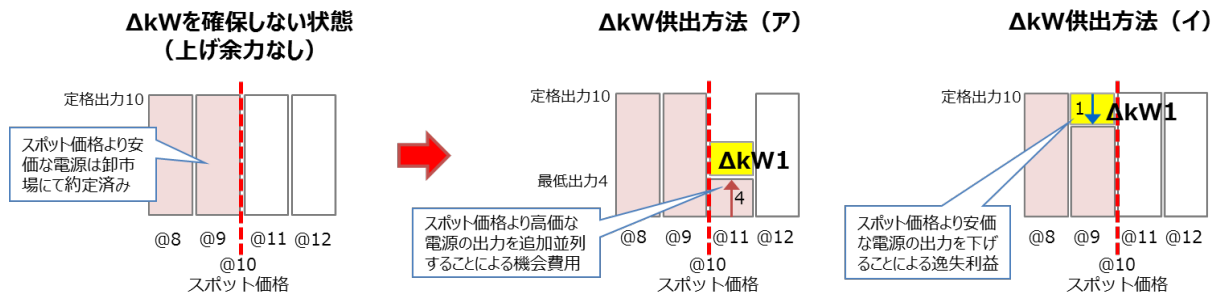 ΔkWを確保しない状態
（上げ余力なし）
定格出力10
スポット価格より安
価な電源は卸市
場にて約定済み
@8
@9
@11
@12
@10
スポット価格
ΔkW供出方法（ア）
定格出力10
最低出力4
ΔkW1
4
スポット価格より高価な
電源の出力を追加並列
することによる機会費用
@8
@9
@11
@12
@10
スポット価格
ΔkW供出方法（イ）
定格出力10
1
ΔkW1
スポット価格より安価
な電源の出力を下げ
ることによる逸失利益
@8
@9
@11
@12
@10
スポット価格